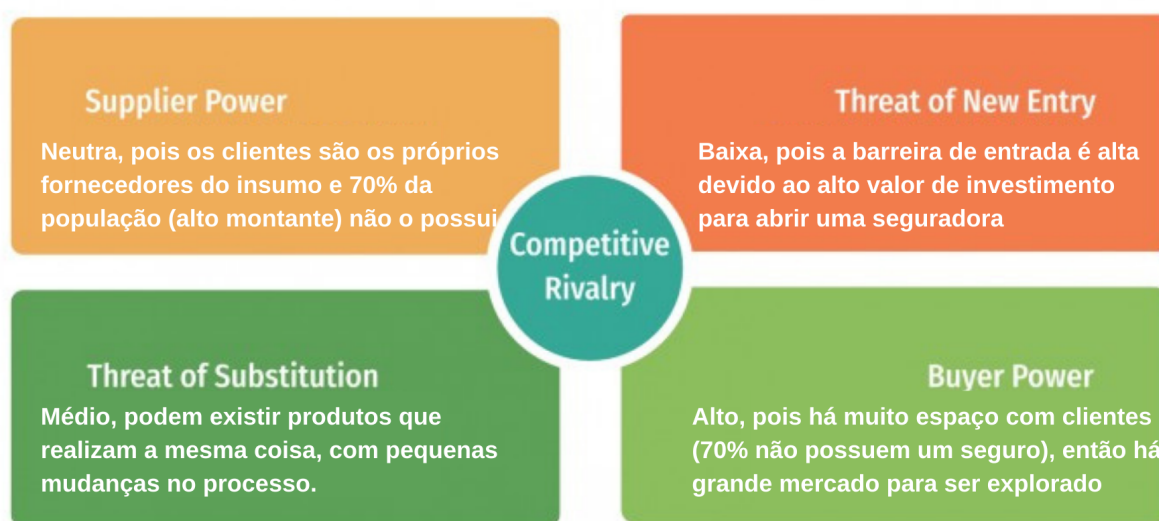 Supplier Power
Neutra, pois os clientes são os próprios
fornecedores do insumo e 70% da
população (alto montante) não o possui
Threat of New Entry
Baixa, pois a barreira de entrada é alta
devido ao alto valor de investimento
para abrir uma seguradora
Competitive
Rivalry
Threat of Substitution
Médio, podem existir produtos que
realizam a mesma coisa, com pequenas
mudanças no processo.
Buyer Power
Alto, pois há muito espaço com clientes
(70% não possuem um seguro), então há
grande mercado para ser explorado